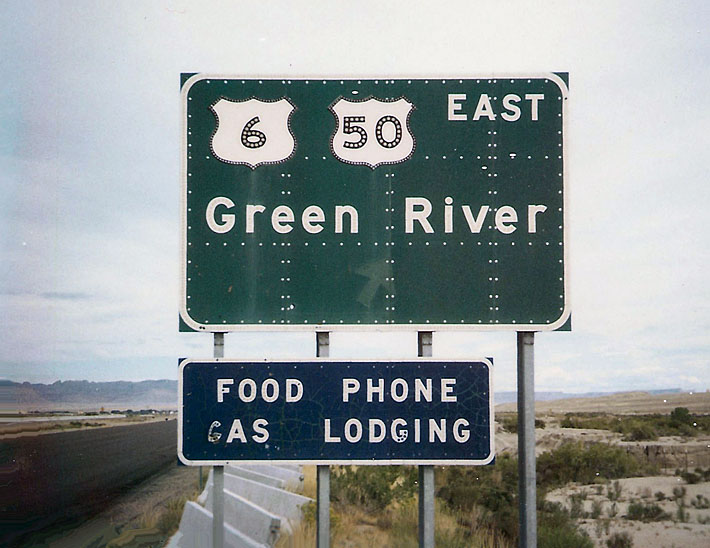 6 50 EAST
Green River
FOOD PHONE
GAS LODGING